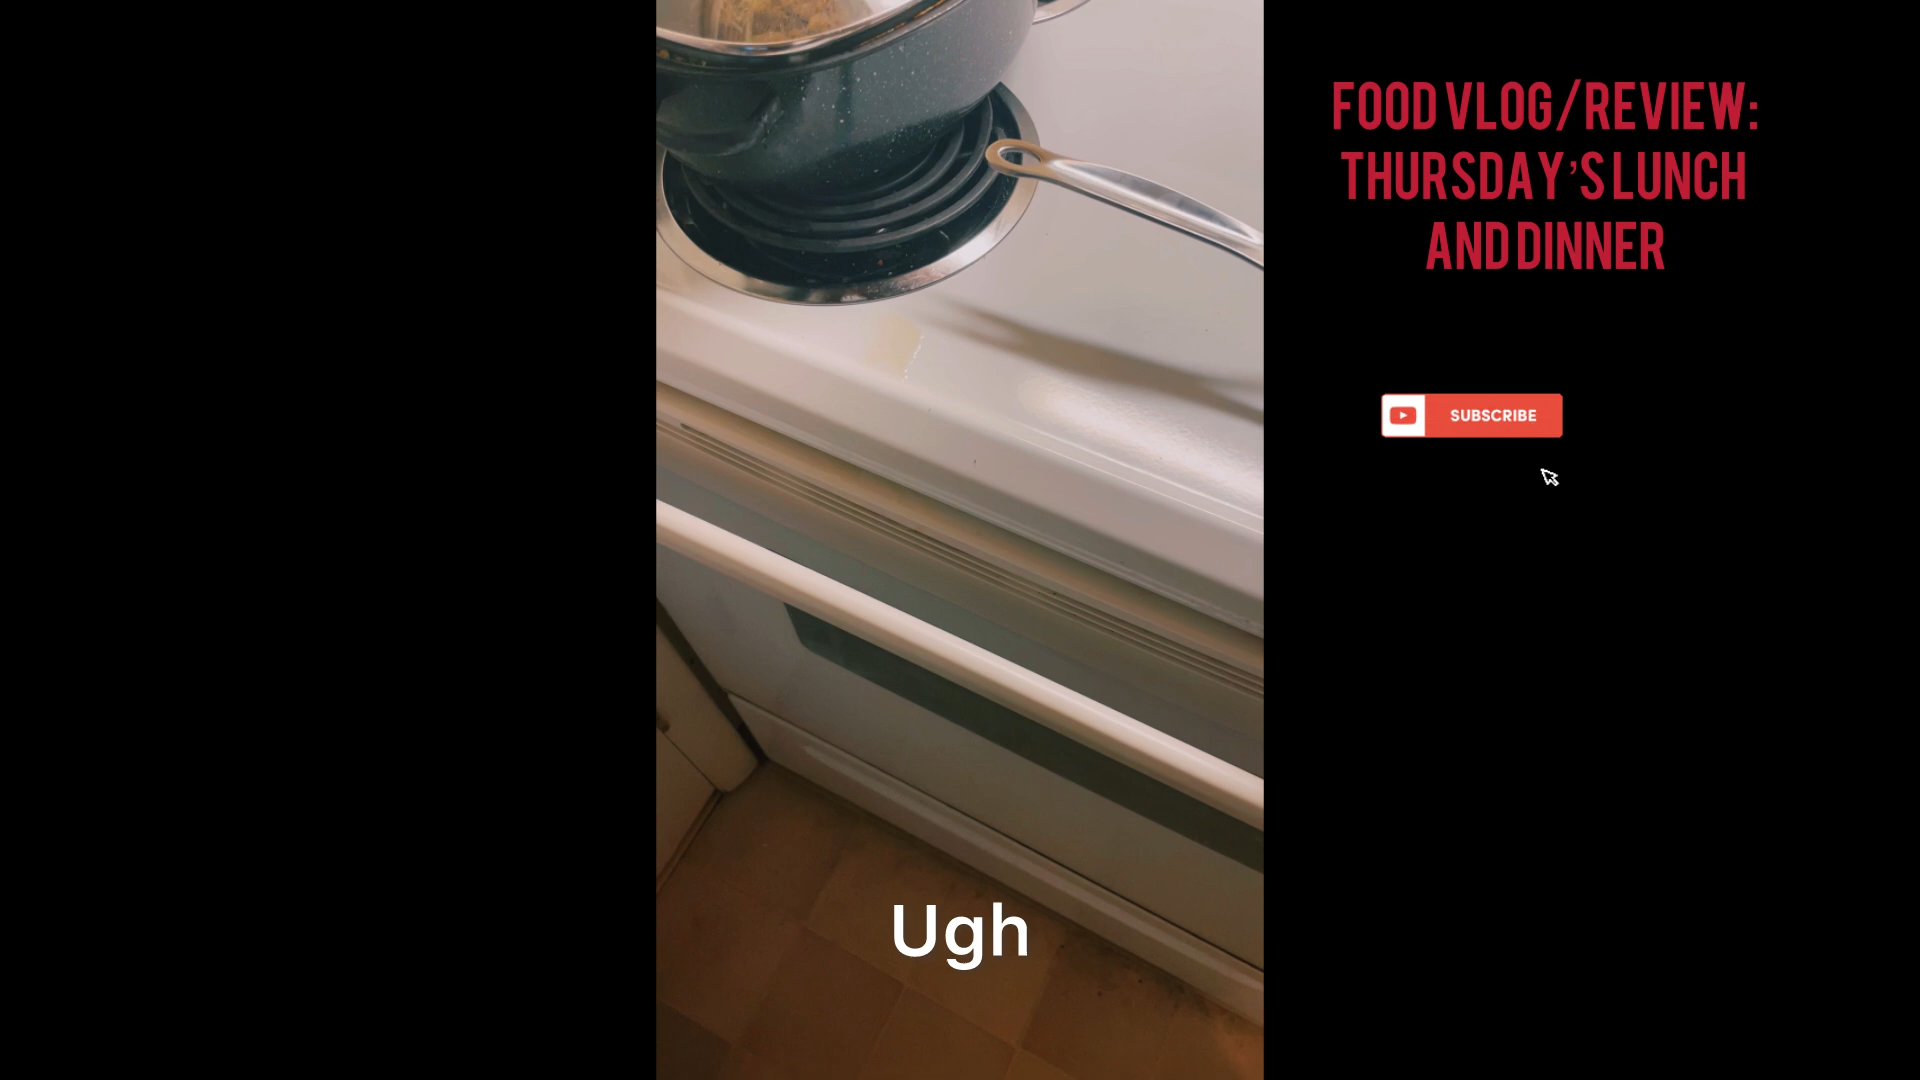 FOOD VLOG/REVIEW:
THURSDAY'S LUNCH
AND DINNER
SUBSCRIBE
Ugh